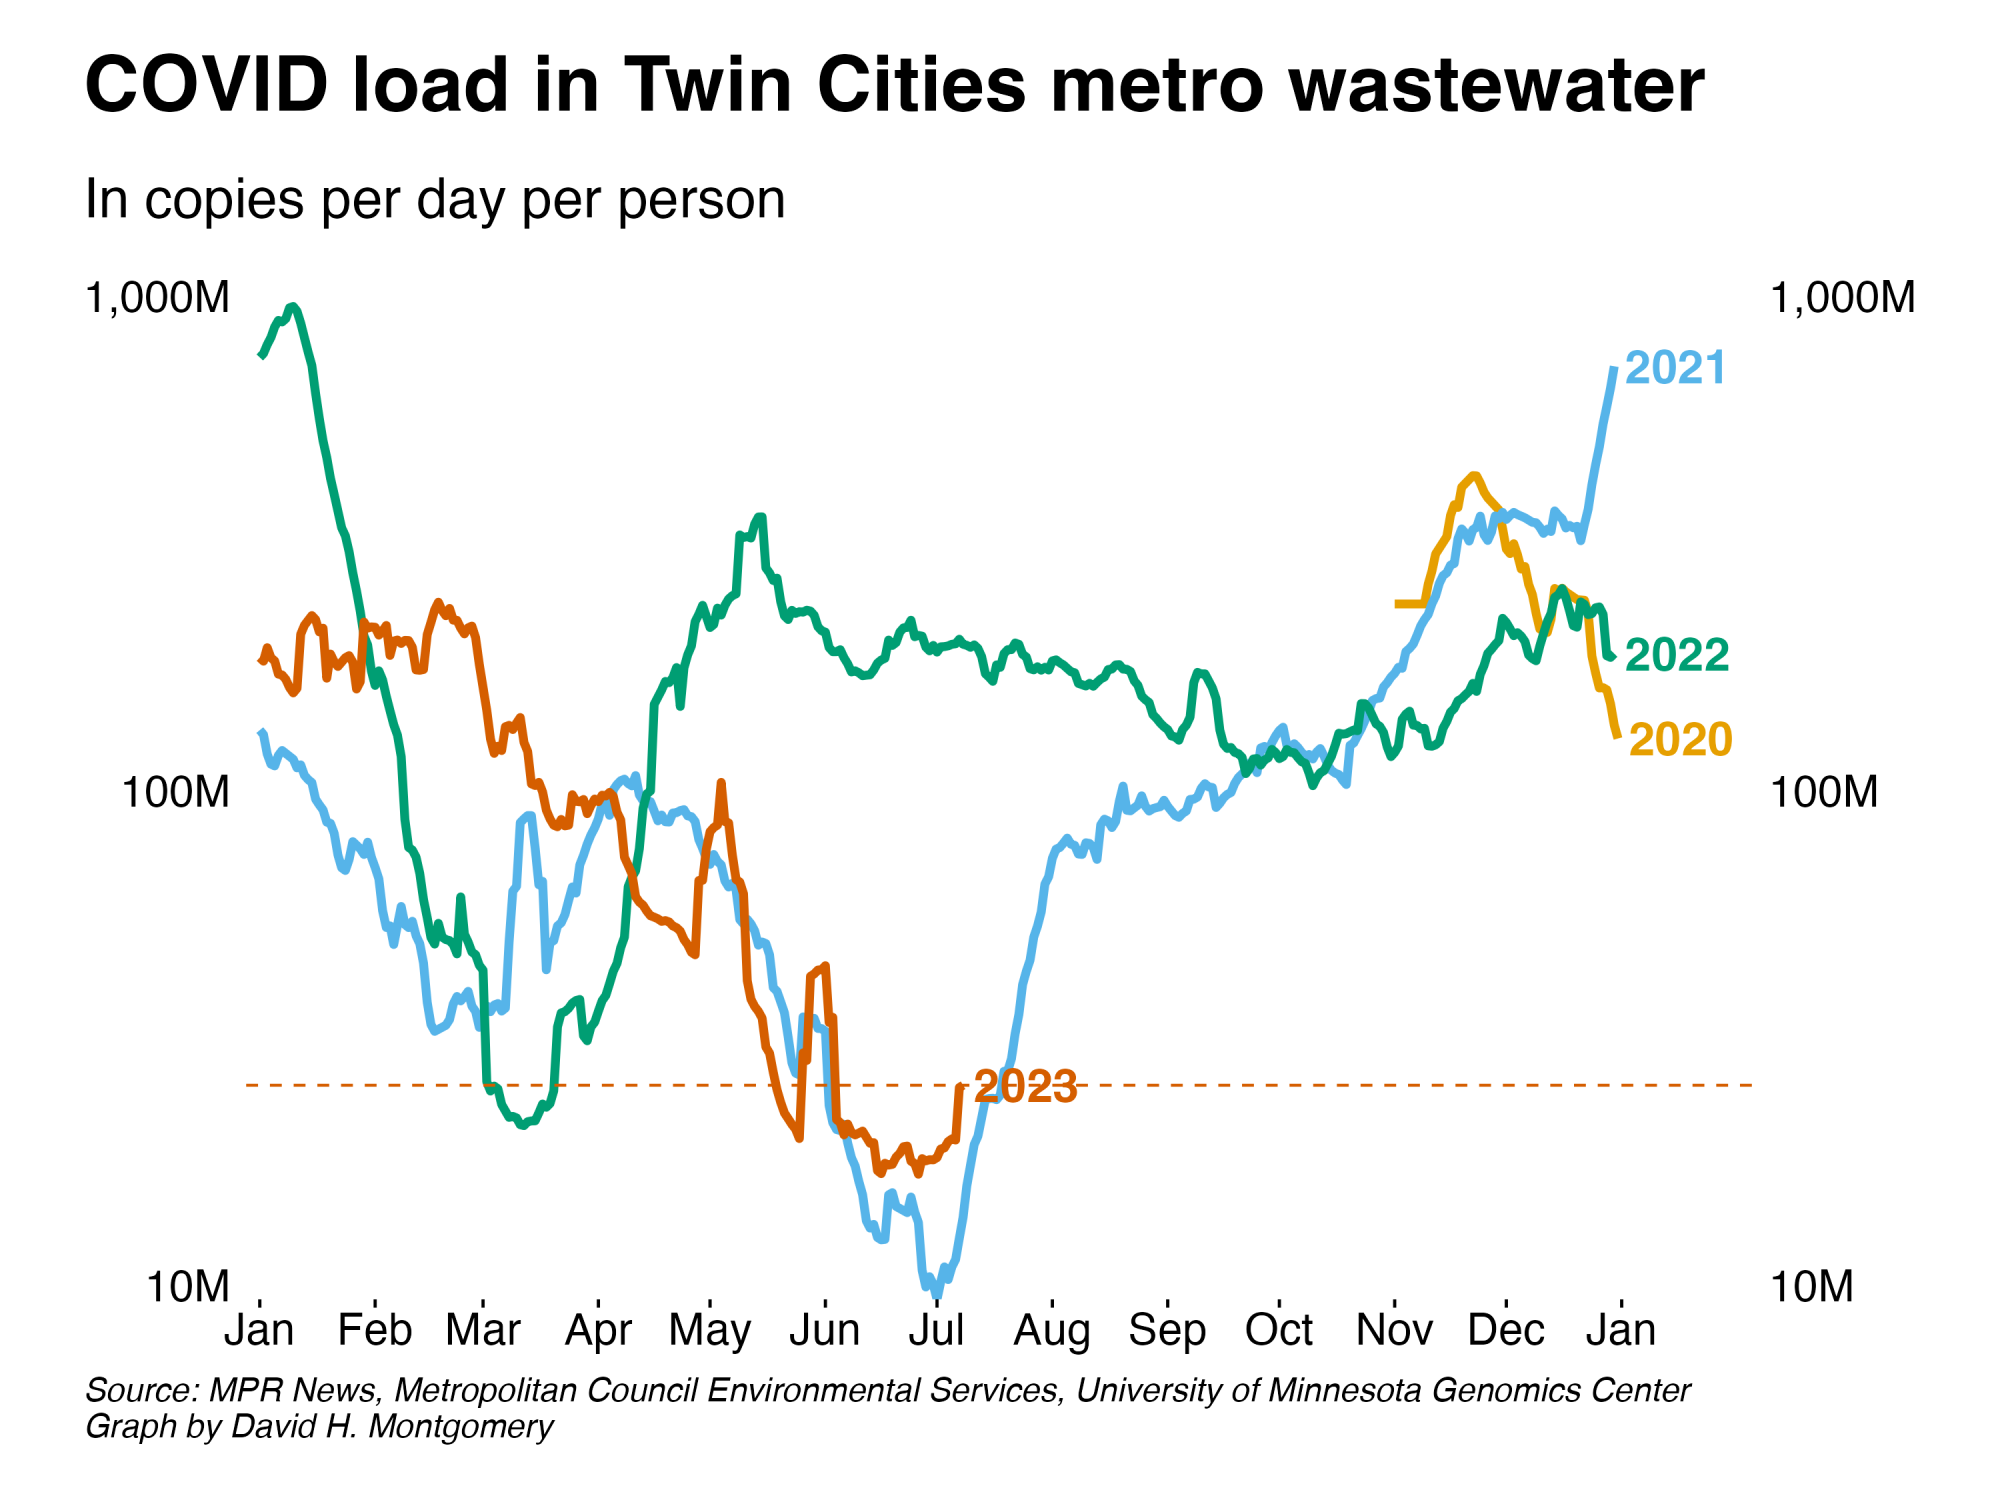 COVID load in Twin Cities metro wastewater
In copies per day per person
1,000M 1,000M
2021
2022
2020
100M 100M
2023
10M 10M
Jan Feb Mar Apr May Jun Jul Aug Sep Oct Nov Dec Jan
Source: MPR News, Metropolitan Council Environmental Services, University of Minnesota Genomics Center
Graph by David H. Montgomery